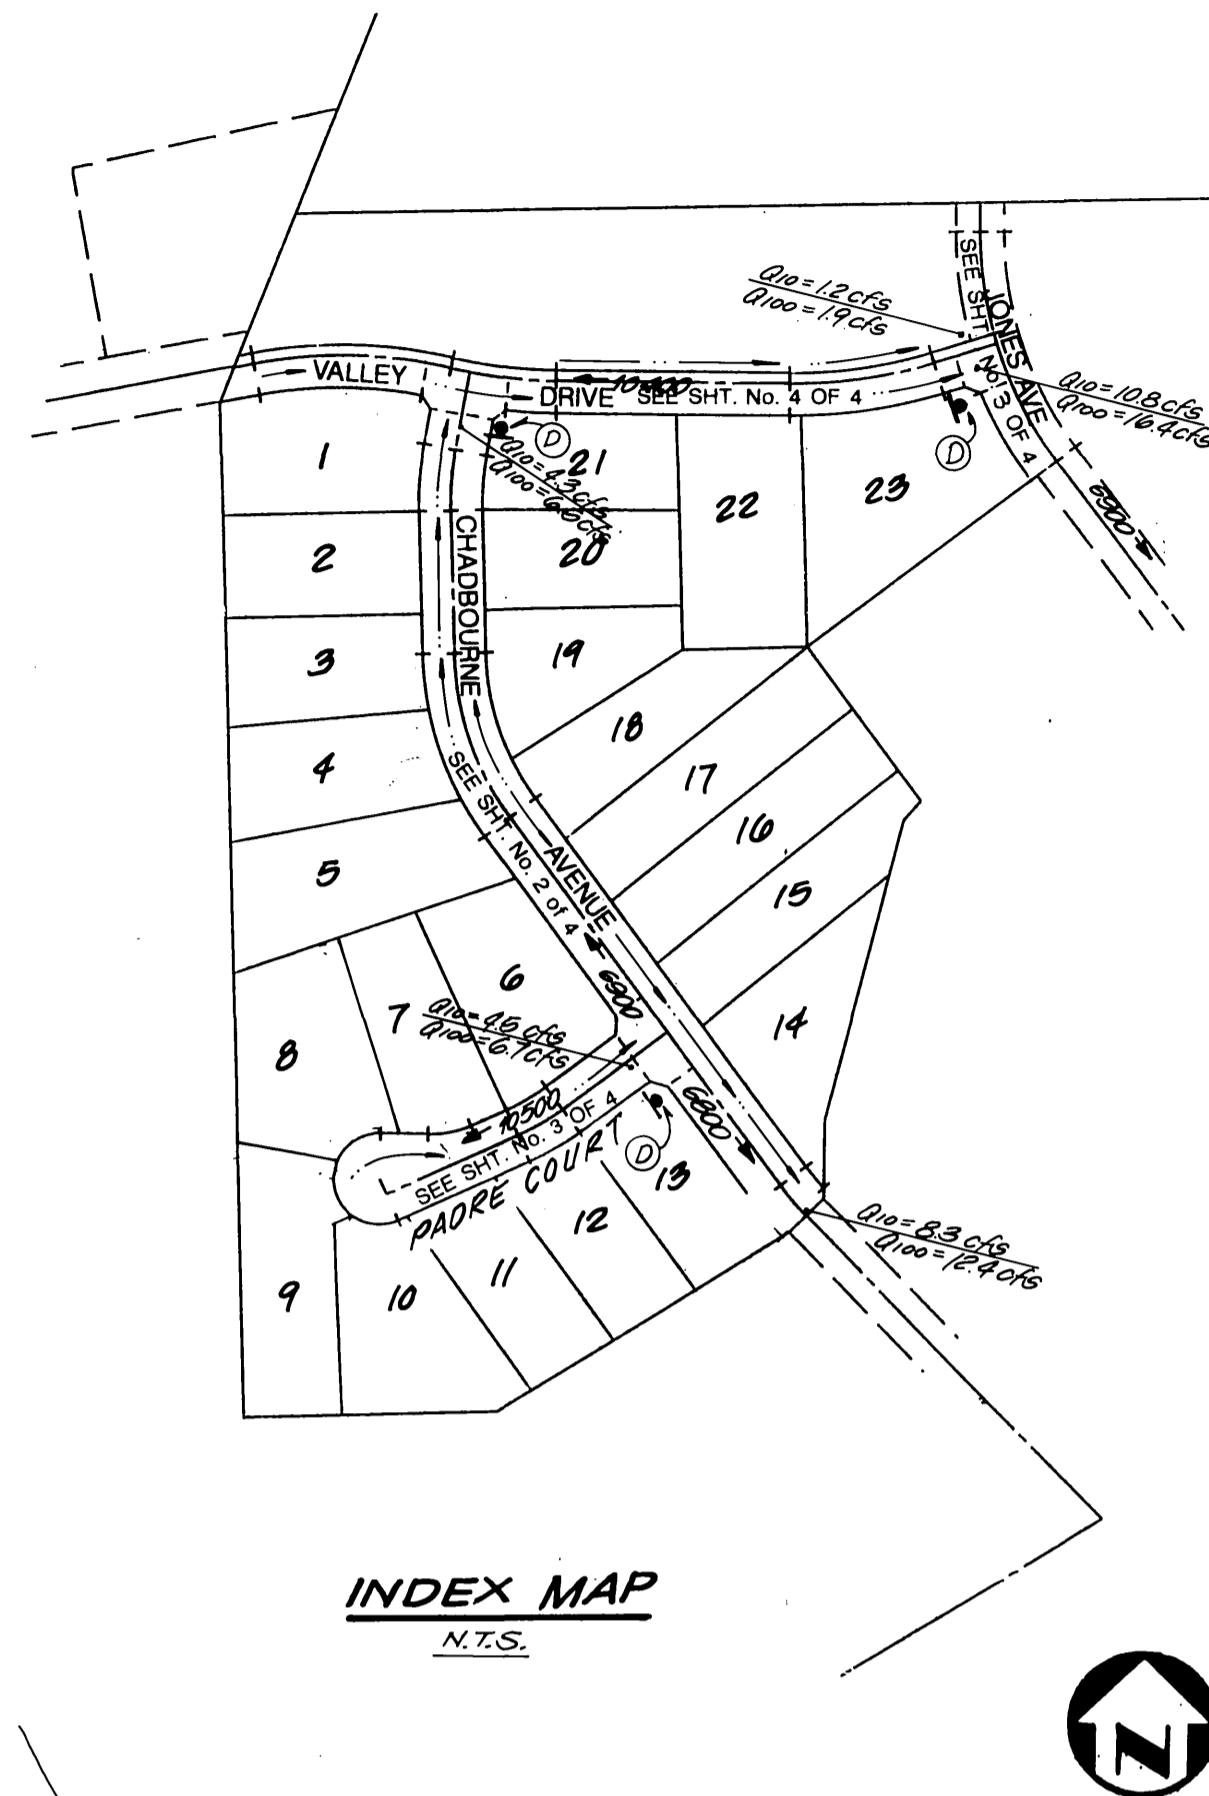 Q10=1.2cfs
Q100=1.9cfs
SEE SHT.
No. 3 OF 4
JONES AVE
VALLEY
DRIVE
10400
SEE SHT. No. 4 OF 4
Q10=10.8cfs
Q100=16.4cfs
6900
D
D
Q10=4.3cfs
1
21
22
23
2
CHADBOURNE
20
3
19
4
18
SEE SHT. No. 2 of 4
17
AVENUE
16
5
15
6900
6
7
14
8
Q10=4.5cfs
Q100=6.7cfs
6800
10500
SEE SHT. No. 3 OF 4
PADRE COURT
D
13
12
11
9
10
Q10=8.3cfs
Q100=12.4cfs
INDEX MAP
N.T.S.
N